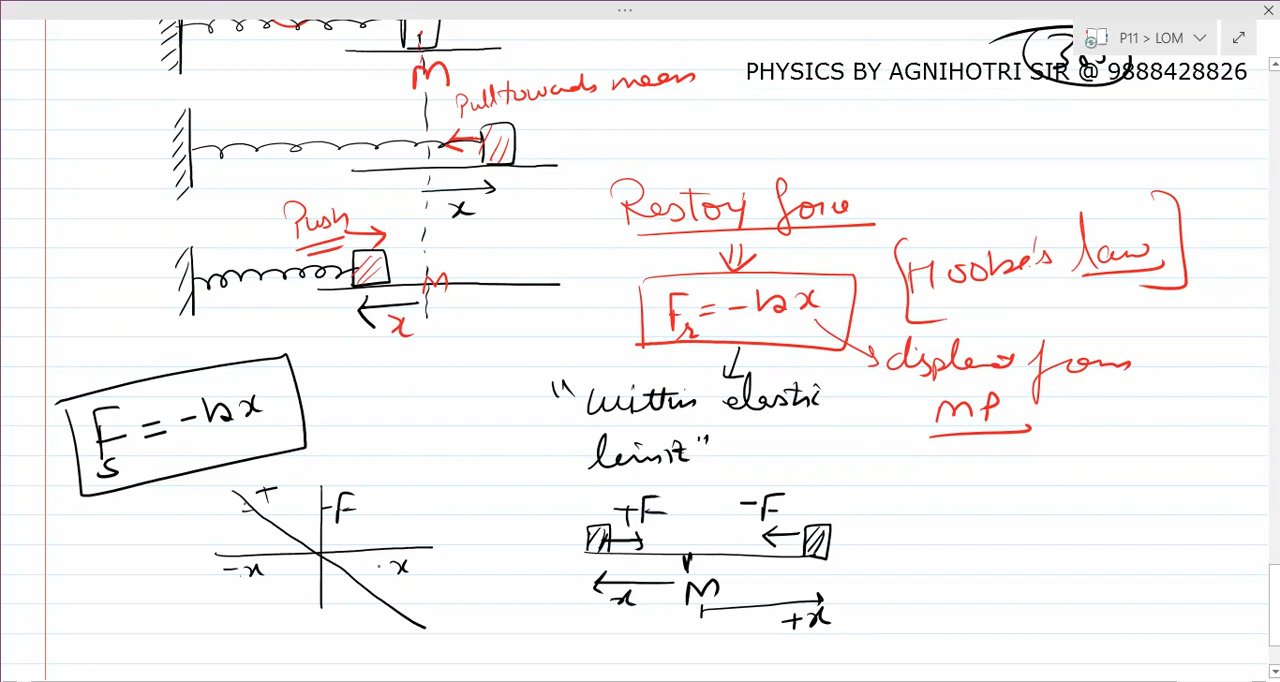 ...
P11 > LOM
PHYSICS BY AGNIHOTRI SIR @ 9888428826
M
Pull towards mean
x
Push
M
x
Restory force
[Hooke's law]
Fr = -kx
displent from
MP
"within elastic
limit"
Fs = -kx
+
-F
-x
x
+F
-F
x
M
+x